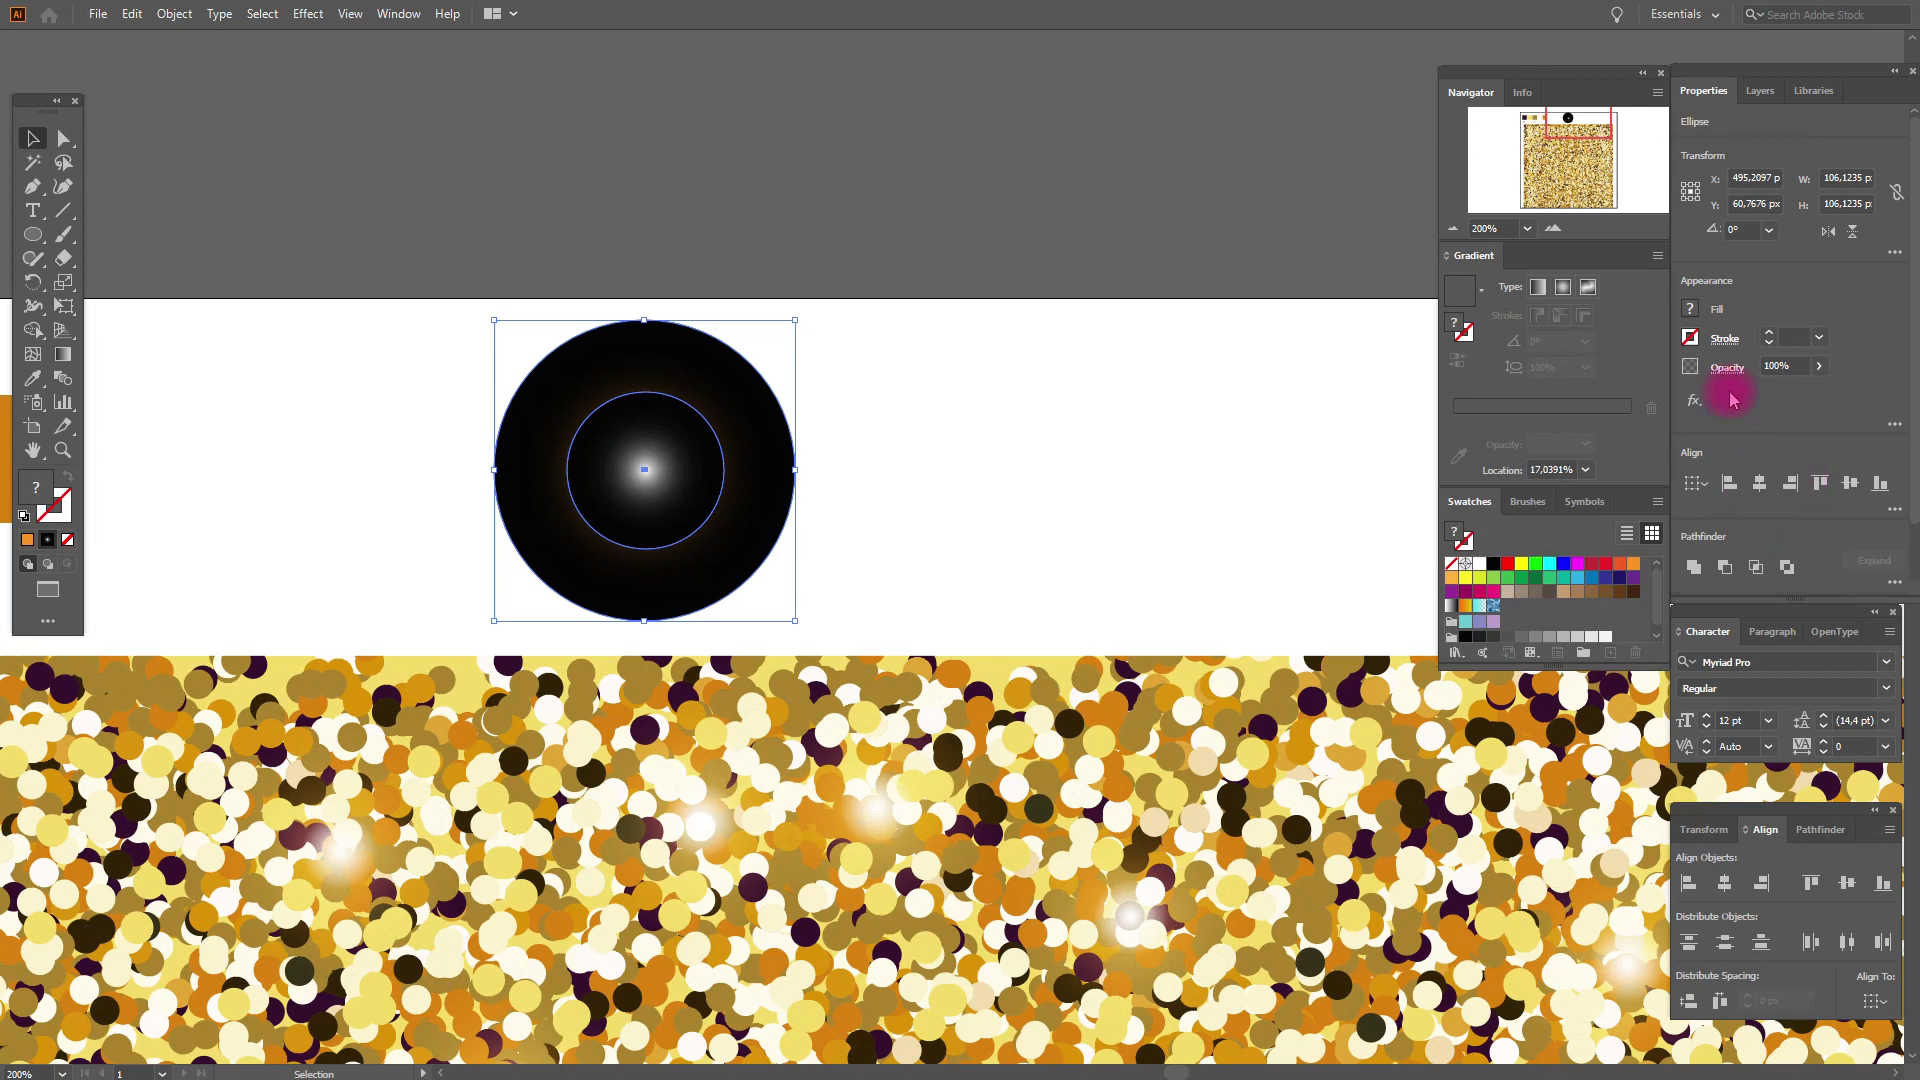 Ai File Edit Object Type Select Effect View Window Help Essentials Search Adobe Stock
Navigator Info
200%
Gradient
Type:
Stroke:
0°
100%
Opacity:
Location: 17,0391%
Swatches Brushes Symbols
Properties Layers Libraries
Ellipse
Transform
X: 495,2097 p W: 106,1235 p
Y: 60,7676 px H: 106,1235 p
0°
Appearance
? Fill
Stroke
Opacity 100%
fx.
Align
Pathfinder
Expand
Character Paragraph OpenType
Myriad Pro
Regular
12 pt (14,4 pt)
Auto 0
Transform Align Pathfinder
Align Objects:
Distribute Objects:
Distribute Spacing: Align To:
0 px
200% 1 Selection